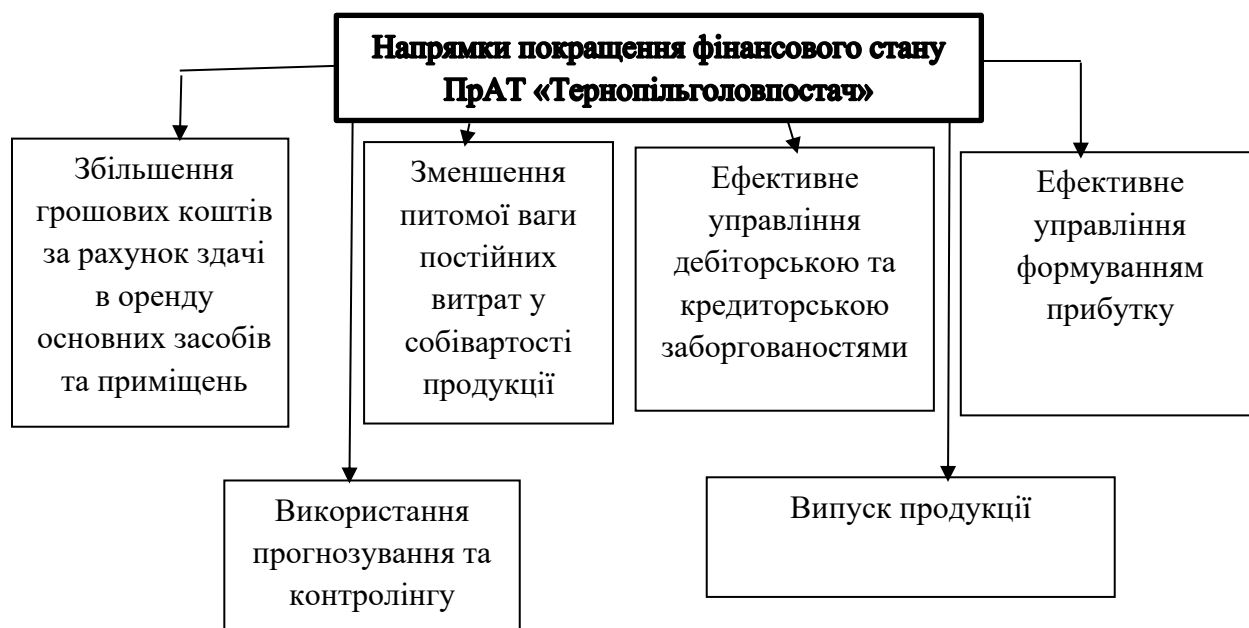 Напрямки покращення фінансового стану
ПрАТ «Тернопільголовпостач»
Збільшення
грошових коштів
за рахунок здачі
в оренду
основних засобів
та приміщень
Зменшення
питомої ваги
постійних
витрат у
собівартості
продукції
Ефективне
управління
дебіторською та
кредиторською
заборгованостями
Ефективне
управління
формуванням
прибутку
Використання
прогнозування та
контролінгу
Випуск продукції